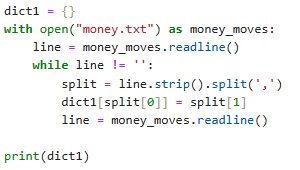 dict1 = {}
with open("money.txt") as money_moves:
    line = money_moves.readline()
    while line != '':
        split = line.strip().split(',')
        dict1[split[0]] = split[1]
        line = money_moves.readline()

print(dict1)